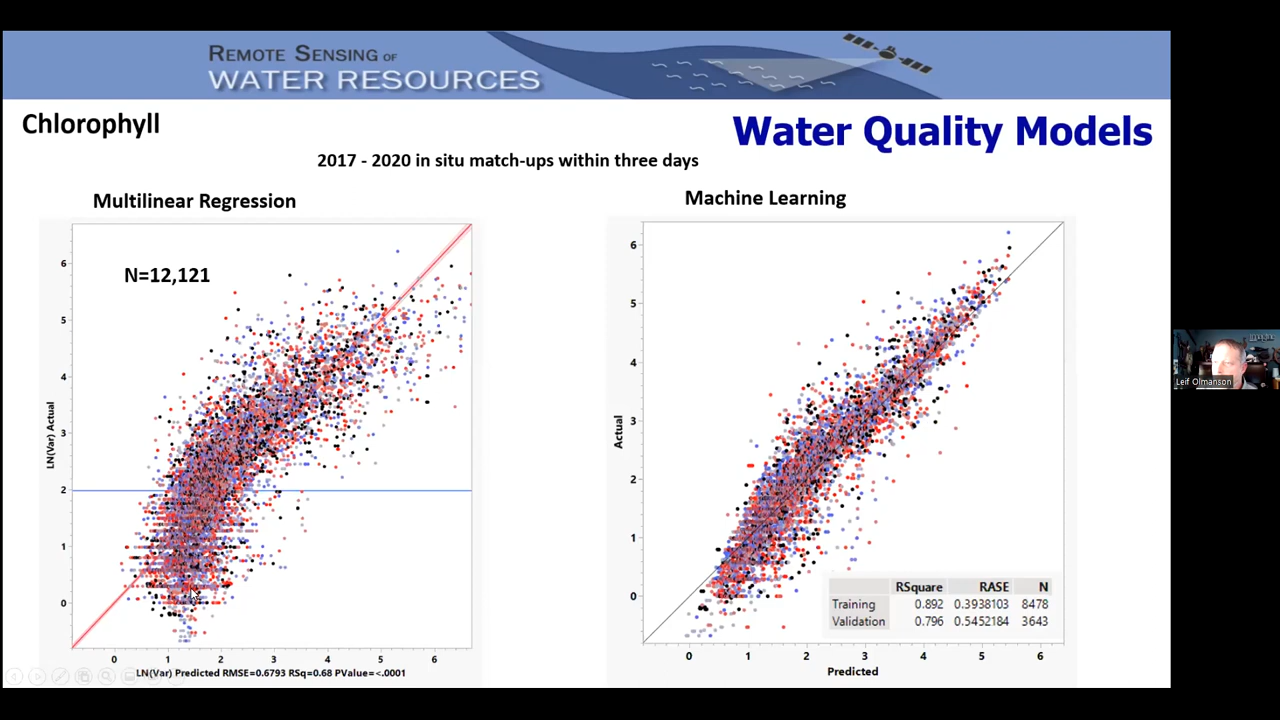 REMOTE SENSING OF
WATER RESOURCES
Chlorophyll
Water Quality Models
2017 - 2020 in situ match-ups within three days
Multilinear Regression
Machine Learning
N=12,121
LN(Var) Actual
6
5
4
3
2
1
0
0 1 2 3 4 5 6
LN(Var) Predicted RMSE=0.6793 RSq=0.68 PValue=<.0001
Actual
6
5
4
3
2
1
0
RSquare RASE N
Training 0.892 0.3938103 8478
Validation 0.796 0.5452184 3643
0 1 2 3 4 5 6
Predicted
Leif Olmanson